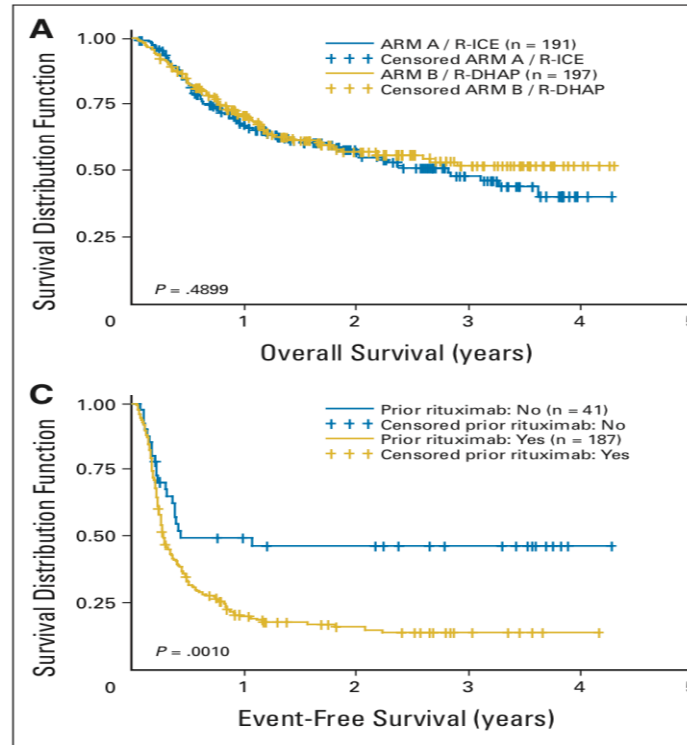 A
ARM A / R-ICE (n = 191)
Censored ARM A / R-ICE
ARM B / R-DHAP (n = 197)
Censored ARM B / R-DHAP
Survival Distribution Function
1.00
0.75
0.50
0.25
P = .4899
0 1 2 3 4 5
Overall Survival (years)
C
Prior rituximab: No (n = 41)
Censored prior rituximab: No
Prior rituximab: Yes (n = 187)
Censored prior rituximab: Yes
Survival Distribution Function
1.00
0.75
0.50
0.25
P = .0010
0 1 2 3 4 5
Event-Free Survival (years)